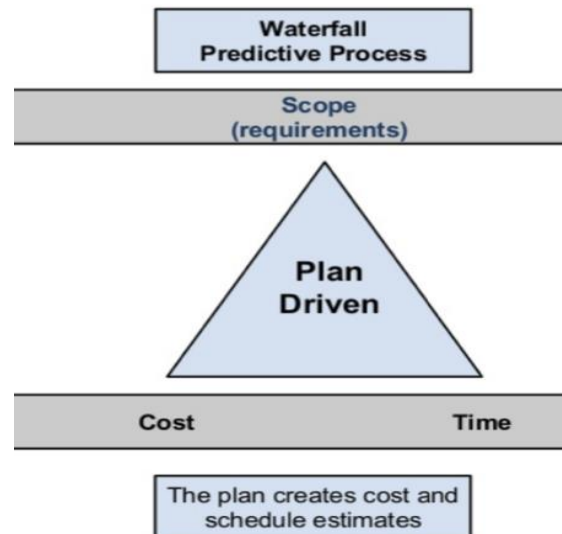 Waterfall
Predictive Process
Scope
(requirements)
Plan
Driven
Cost Time
The plan creates cost and
schedule estimates